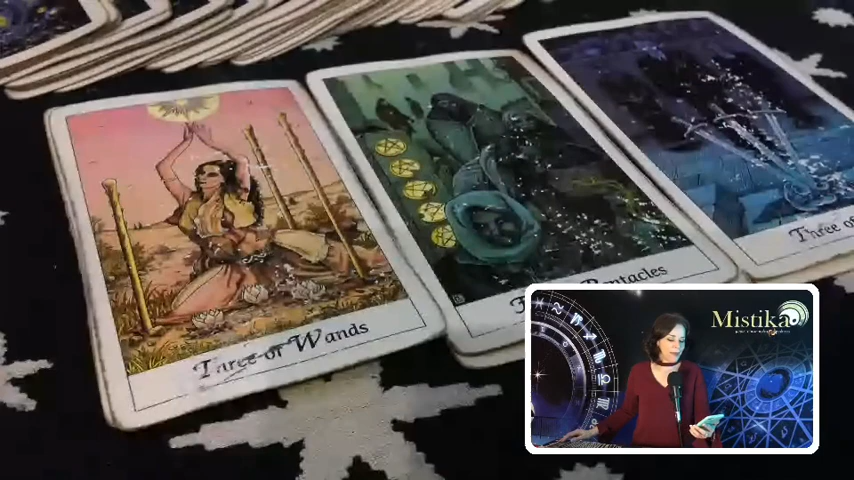 Three of Wands
Pentacles
Three of
Mistika